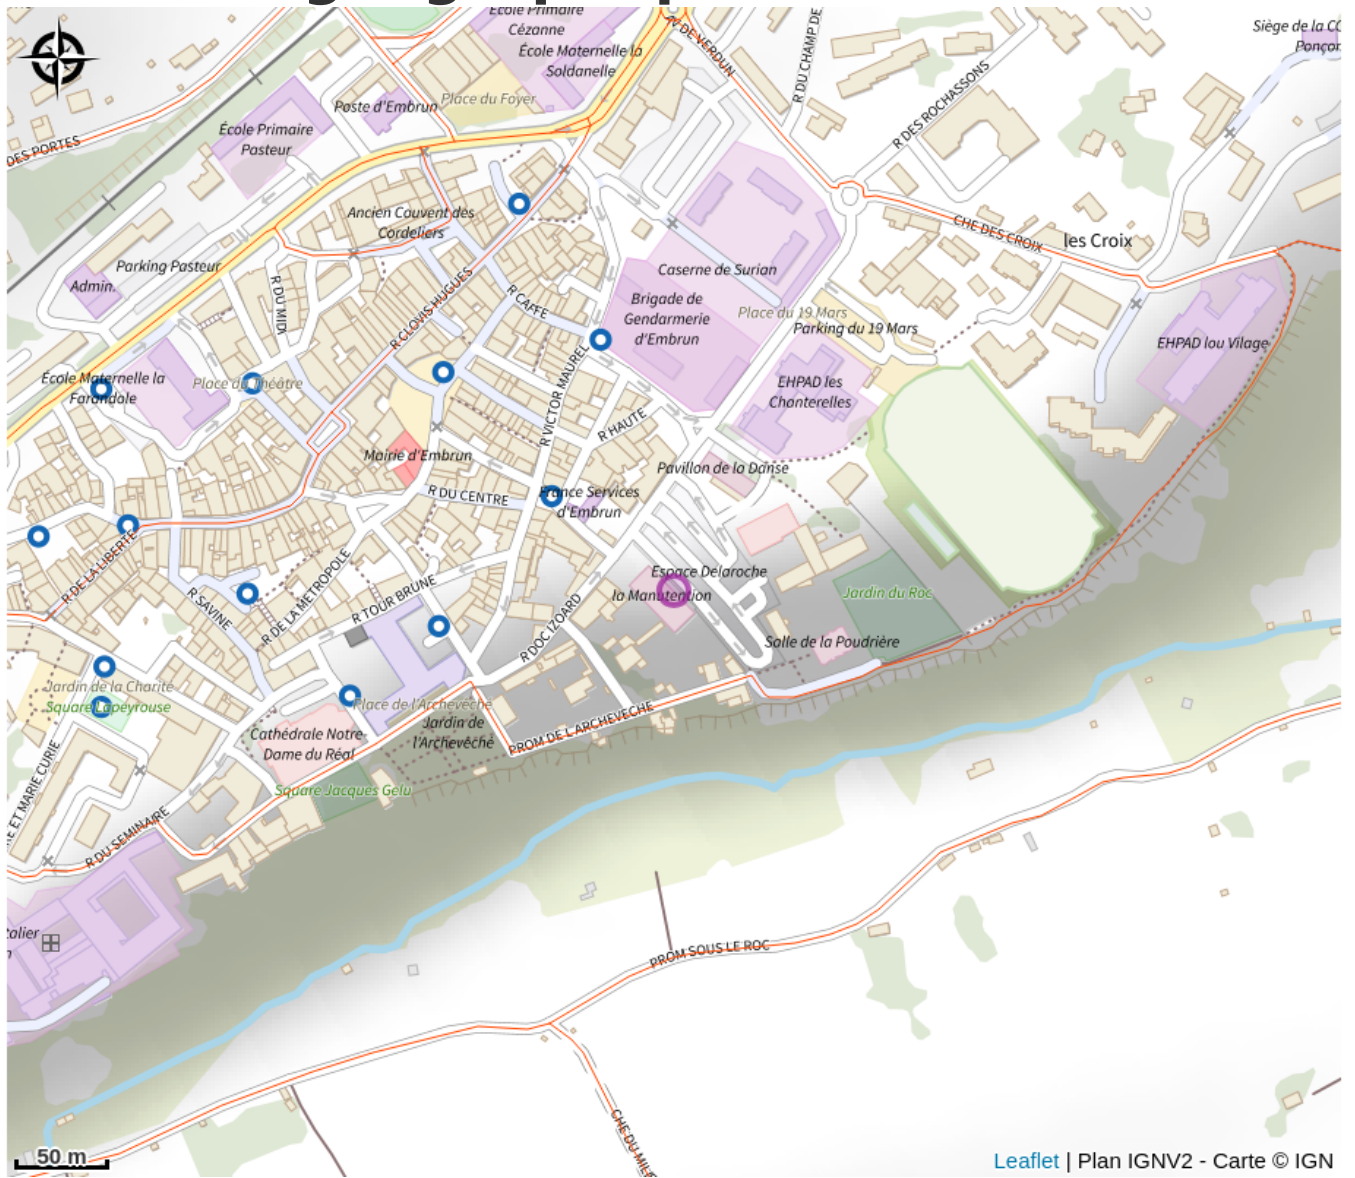 École Primaire
Cézanne
École Maternelle la
Soldanelle
AV DE VERDUN
R DU CHAMP DE
Siège de la CC
Ponçon
Place du Foyer
Poste d'Embrun
École Primaire
Pasteur
DES PORTES
R DES ROCHASSONS
Ancien Couvent des
Cordeliers
CHE DES CROIX
les Croix
Parking Pasteur
Admin.
R DU MIDI
R CLOVIS HUGUES
R CAFFE
Caserne de Surian
Brigade de
Gendarmerie
d'Embrun
Place du 19 Mars
Parking du 19 Mars
EHPAD lou Vilage
École Maternelle la
Farandole
Place du Théâtre
R VICTOR MAUREL
EHPAD les
Chanterelles
R HAUTE
Mairie d'Embrun
Pavillon de la Danse
R DU CENTRE
France Services
d'Embrun
R DE LA LIBERTE
R SAVINE
R DE LA METROPOLE
R TOUR BRUNE
R DOC IZOARD
Espace Delaroche
la Manutention
Jardin du Roc
Salle de la Poudrière
Jardin de la Charité
Square Lapeyrouse
Place de l'Archevêché
Jardin de
l'Archevêché
PROM DE L ARCHEVECHE
Cathédrale Notre-
Dame du Réal
Square Jacques Gelu
RE ET MARIE CURIE
R DU SEMINAIRE
talier
PROM SOUS LE ROC
CHE DU MIL
50 m
Leaflet | Plan IGNV2 - Carte © IGN